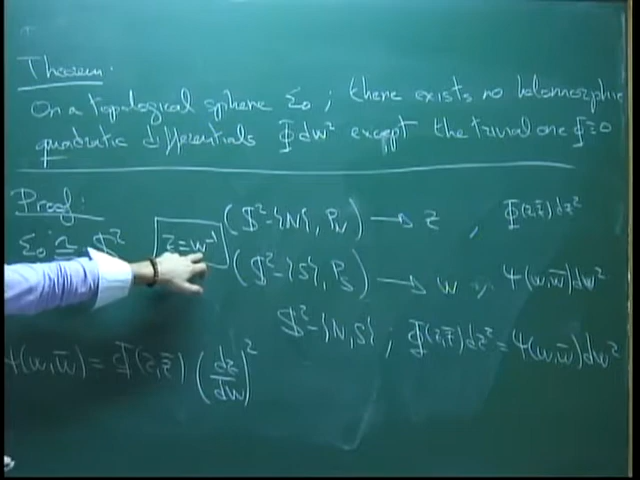 Theorem.
On a topological sphere Σ₀ ; there exists no holomorphic
quadratic differentials Φdw² except the trivial one Φ≡0
Proof:
Σ₀ ≅ S² z = w⁻¹ (S²-{N}, P_N) → z , Φ(z,z̄)dz²
(S²-{S}, P_S) → w , Ψ(w,w̄)dw²
S²-{N,S} ; Φ(z,z̄)dz² = Ψ(w,w̄)dw²
Ψ(w,w̄) = Φ(z,z̄) (dz/dw)²